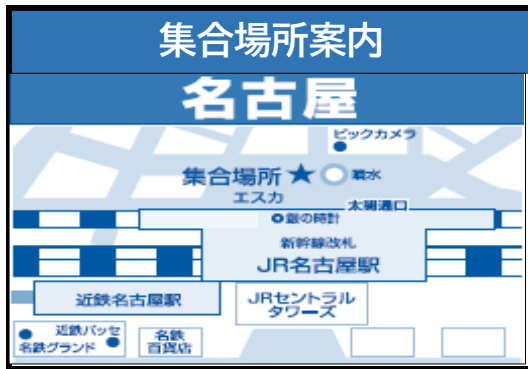 集合場所案内
名古屋
ビックカメラ
集合場所★
噴水
エスカ
太閤通口
銀の時計
新幹線改札
JR名古屋駅
近鉄名古屋駅
JRセントラル
タワーズ
近鉄パッセ
名鉄グランド
名鉄
百貨店